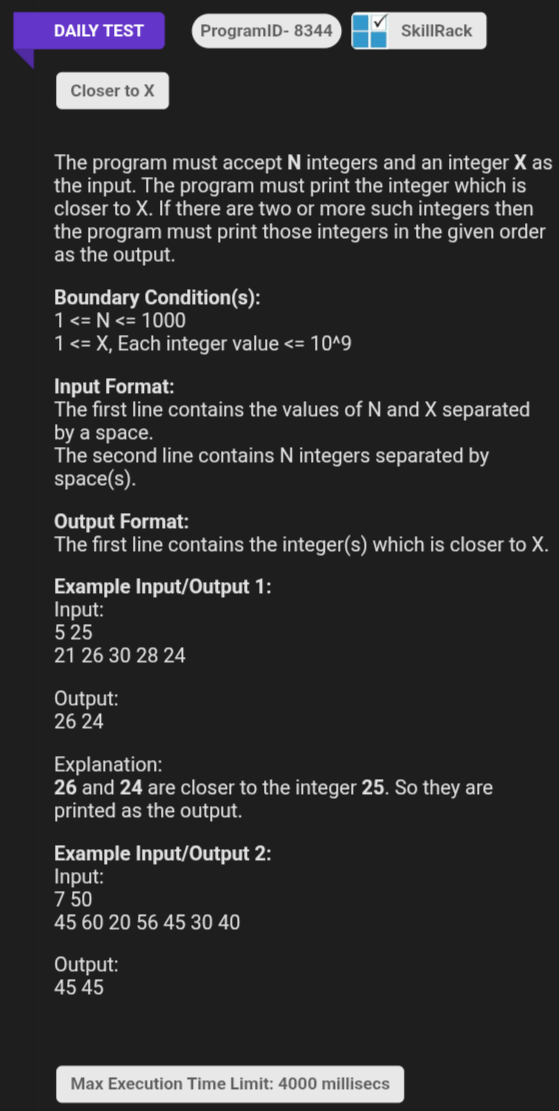 DAILY TEST
ProgramID- 8344
SkillRack
Closer to X
The program must accept N integers and an integer X as
the input. The program must print the integer which is
closer to X. If there are two or more such integers then
the program must print those integers in the given order
as the output.
Boundary Condition(s):
1 <= N <= 1000
1 <= X, Each integer value <= 10^9
Input Format:
The first line contains the values of N and X separated
by a space.
The second line contains N integers separated by
space(s).
Output Format:
The first line contains the integer(s) which is closer to X.
Example Input/Output 1:
Input:
5 25
21 26 30 28 24
Output:
26 24
Explanation:
26 and 24 are closer to the integer 25. So they are
printed as the output.
Example Input/Output 2:
Input:
7 50
45 60 20 56 45 30 40
Output:
45 45
Max Execution Time Limit: 4000 millisecs